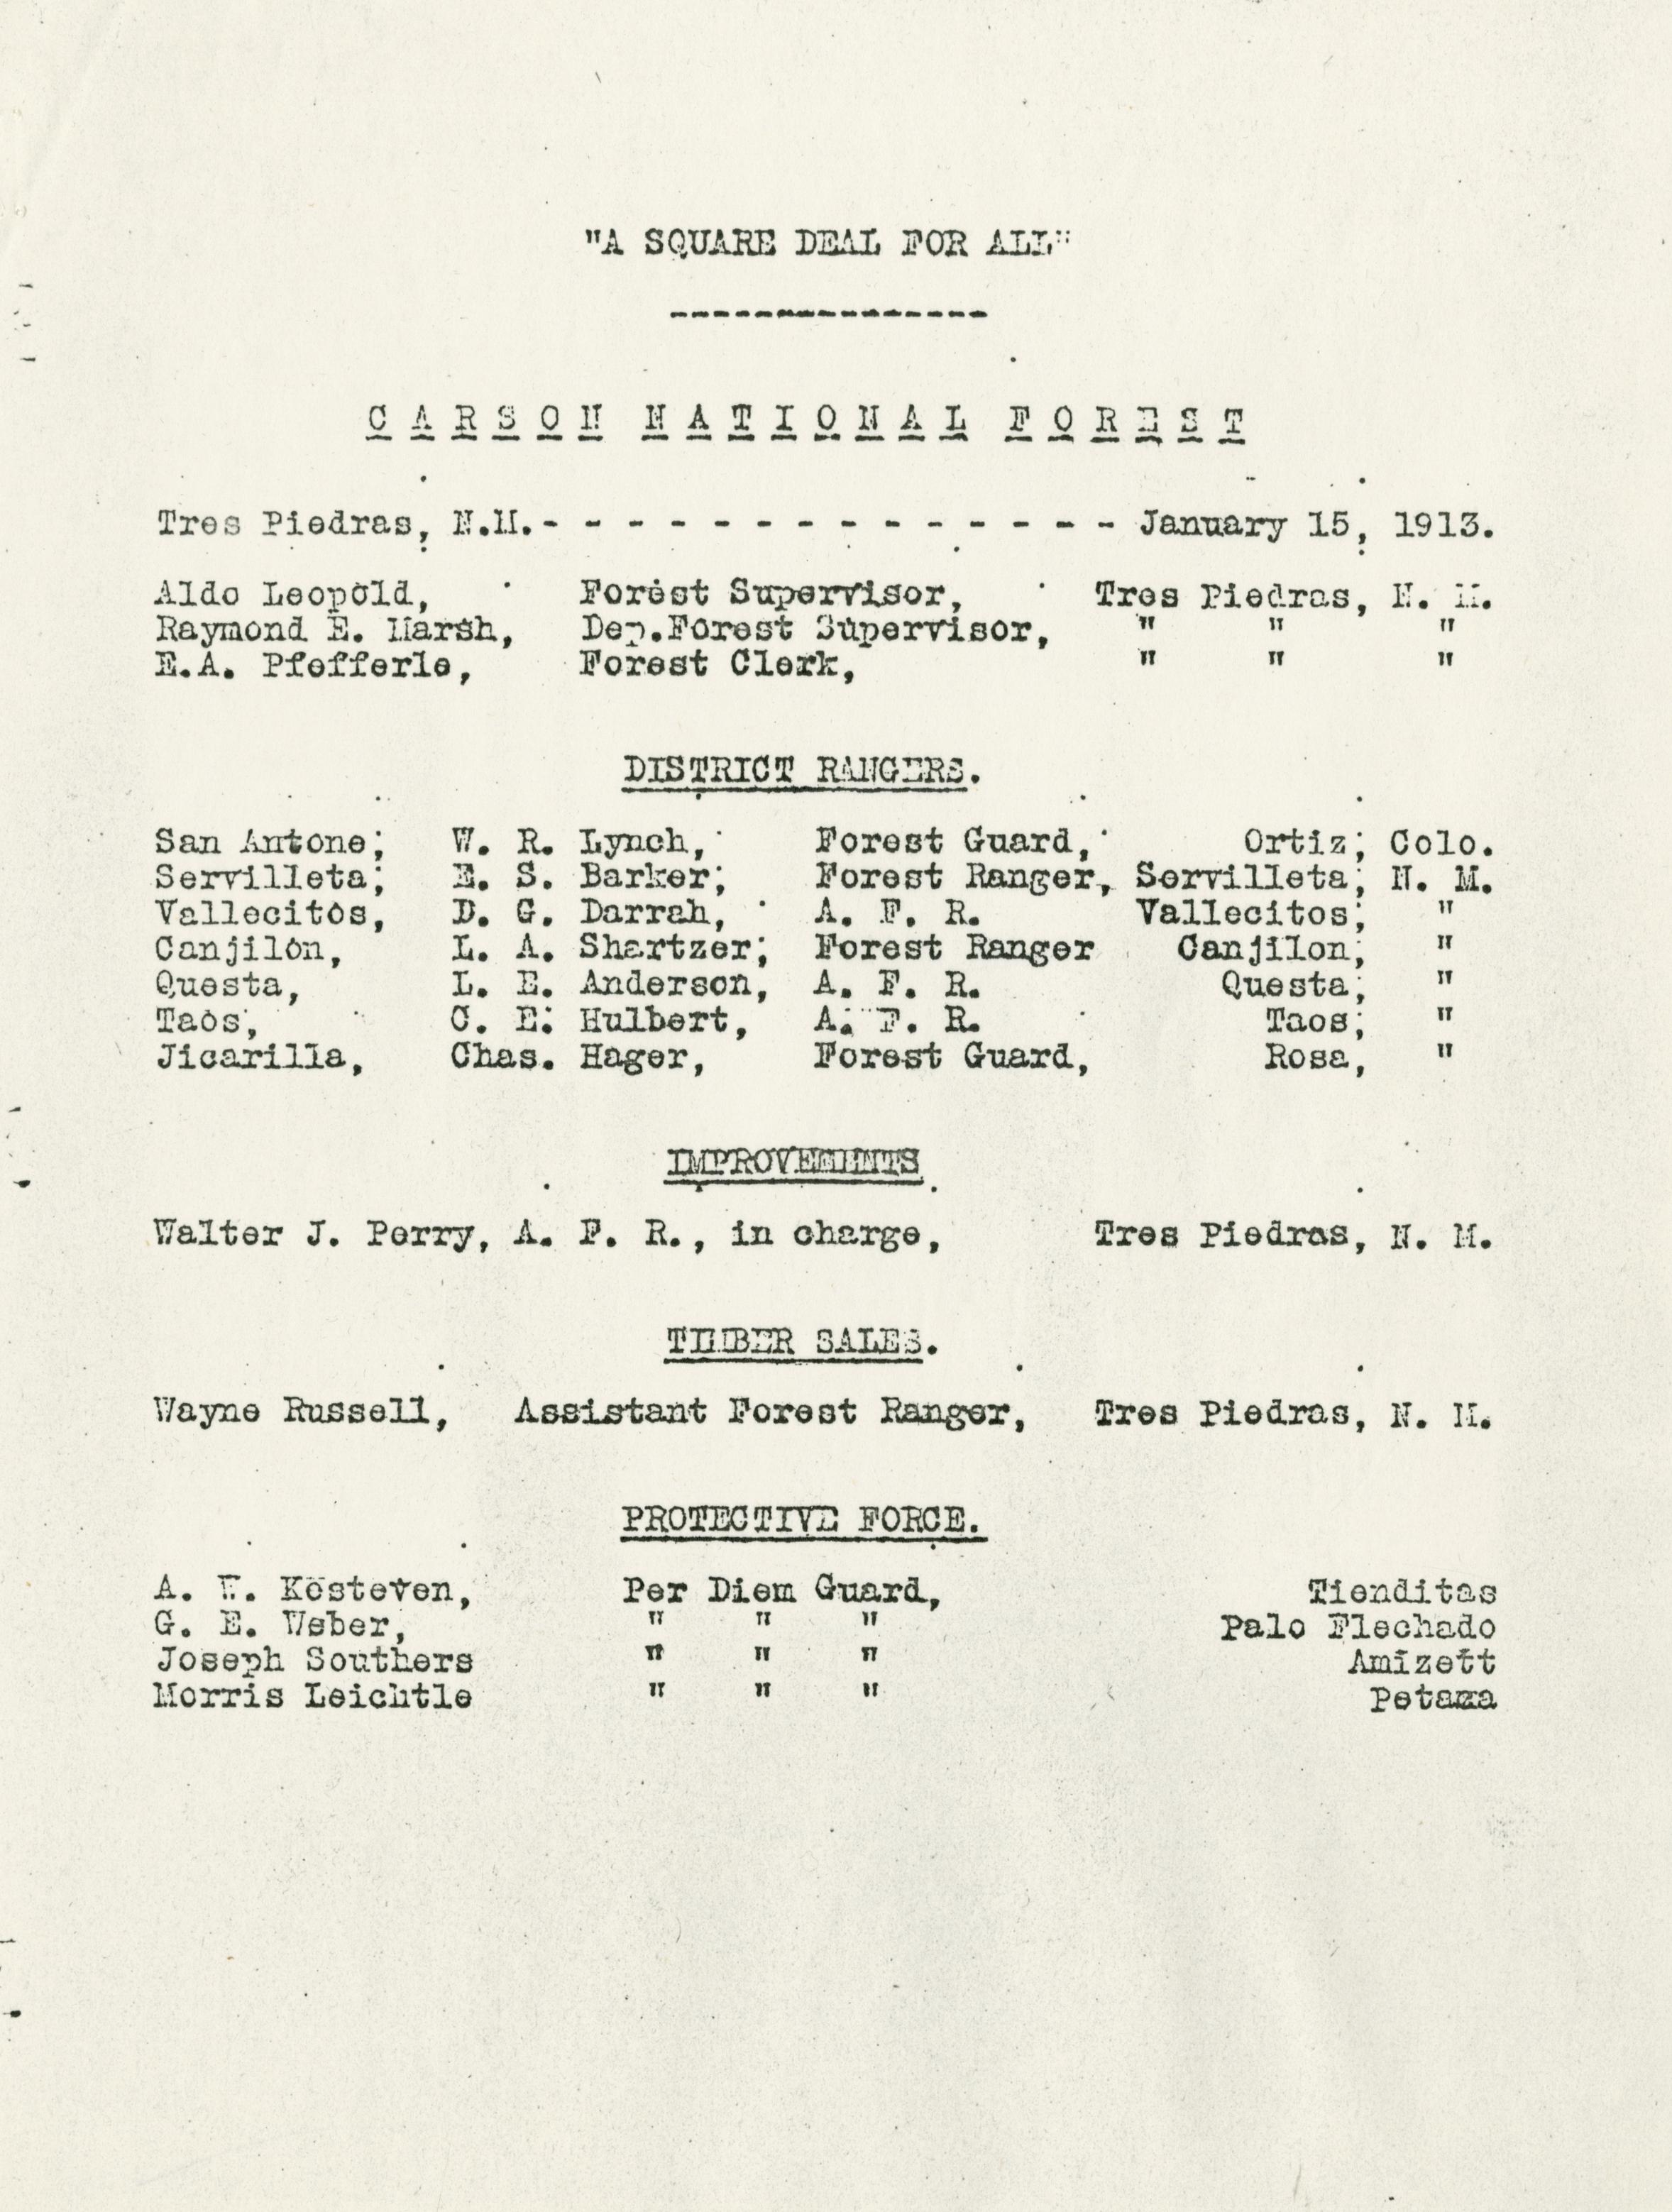 "A SQUARE DEAL FOR ALL"
---------------
CARSON NATIONAL FOREST
Tres Piedras, N.M.- - - - - - - - - - - - - - January 15, 1913.
Aldo Leopold, Forest Supervisor, Tres Piedras, N. M.
Raymond E. Marsh, Dep.Forest Supervisor, " " "
E.A. Pfefferle, Forest Clerk, " " "
DISTRICT RANGERS.
San Antone, W. R. Lynch, Forest Guard, Ortiz, Colo.
Servilleta, E. S. Barker, Forest Ranger, Servilleta, N. M.
Vallecitos, D. G. Darrah, A. F. R. Vallecitos, "
Canjilon, L. A. Shartzer, Forest Ranger Canjilon, "
Questa, L. E. Anderson, A. F. R. Questa, "
Taos, C. E. Hulbert, A. F. R. Taos, "
Jicarilla, Chas. Hager, Forest Guard, Rosa, "
IMPROVEMENTS
Walter J. Perry, A. F. R., in charge, Tres Piedras, N. M.
TIMBER SALES.
Wayne Russell, Assistant Forest Ranger, Tres Piedras, N. M.
PROTECTIVE FORCE.
A. W. Kosteven, Per Diem Guard, Tienditas
G. E. Weber, " " " Palo Flechado
Joseph Southers " " " Amizett
Morris Leichtle " " " Petaca